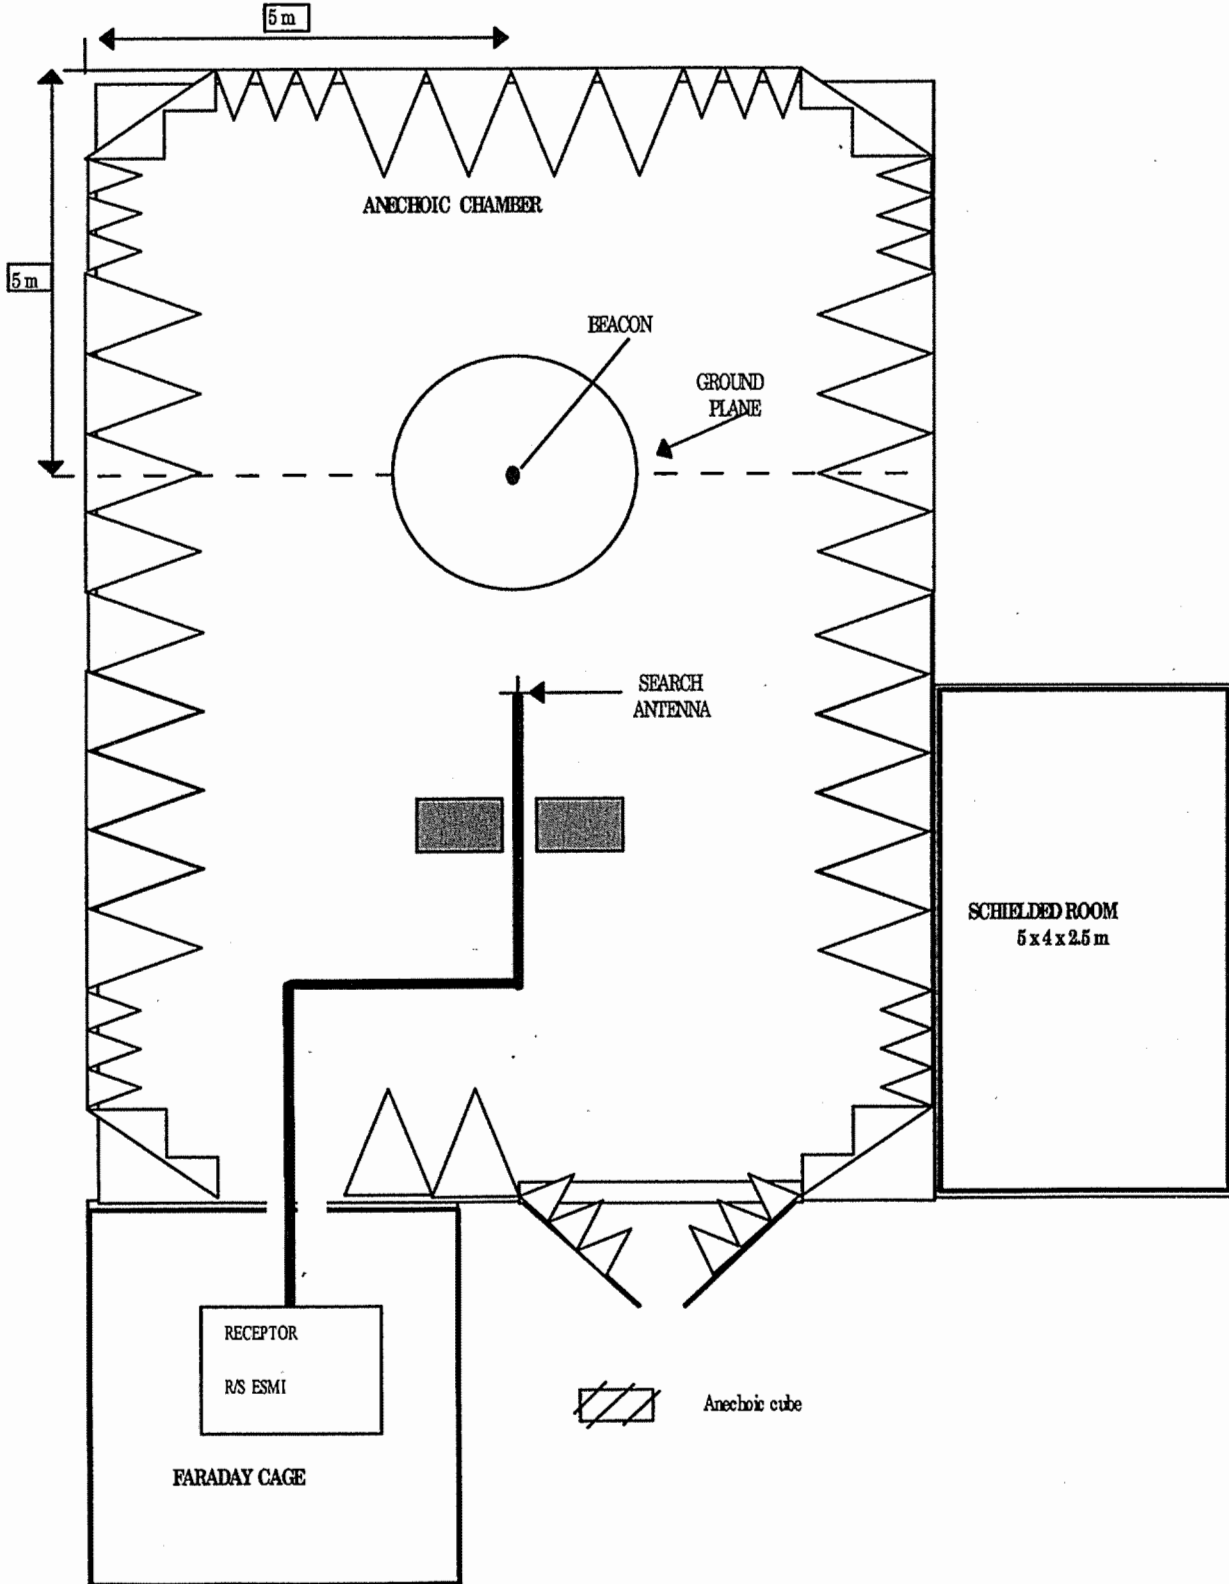 5 m
ANECHOIC CHAMBER
5 m
BEACON
GROUND
PLANE
SEARCH
ANTENNA
SCHIELDED ROOM
5 x 4 x 2.5 m
RECEPTOR
R/S ESMI
Anechoic cube
FARADAY CAGE